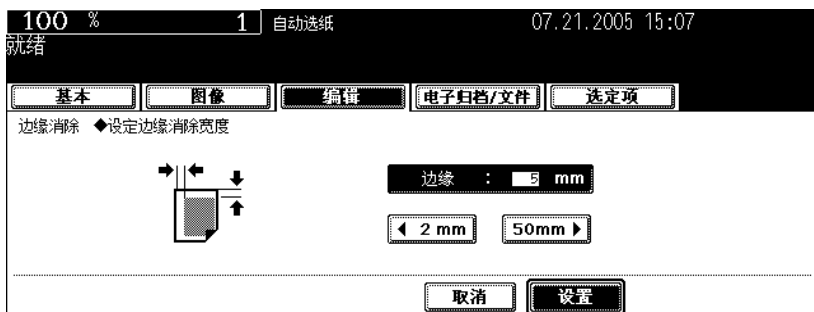 100 % 1 自动选纸 07.21.2005 15:07
就绪
基本 图像 编辑 电子归档/文件 选定项
边缘消除 ◆设定边缘消除宽度
边缘 : 5 mm
◀ 2 mm 50mm ▶
取消 设置